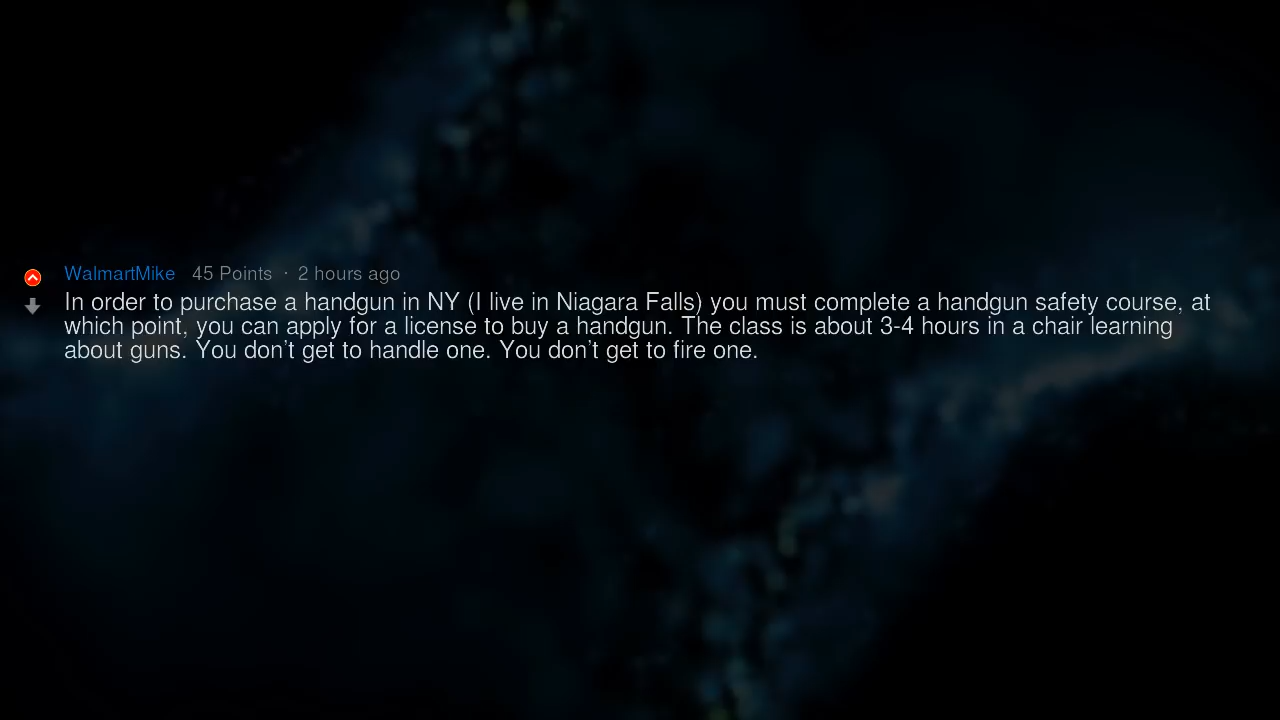 WalmartMike 45 Points · 2 hours ago
In order to purchase a handgun in NY (I live in Niagara Falls) you must complete a handgun safety course, at
which point, you can apply for a license to buy a handgun. The class is about 3-4 hours in a chair learning
about guns. You don't get to handle one. You don't get to fire one.